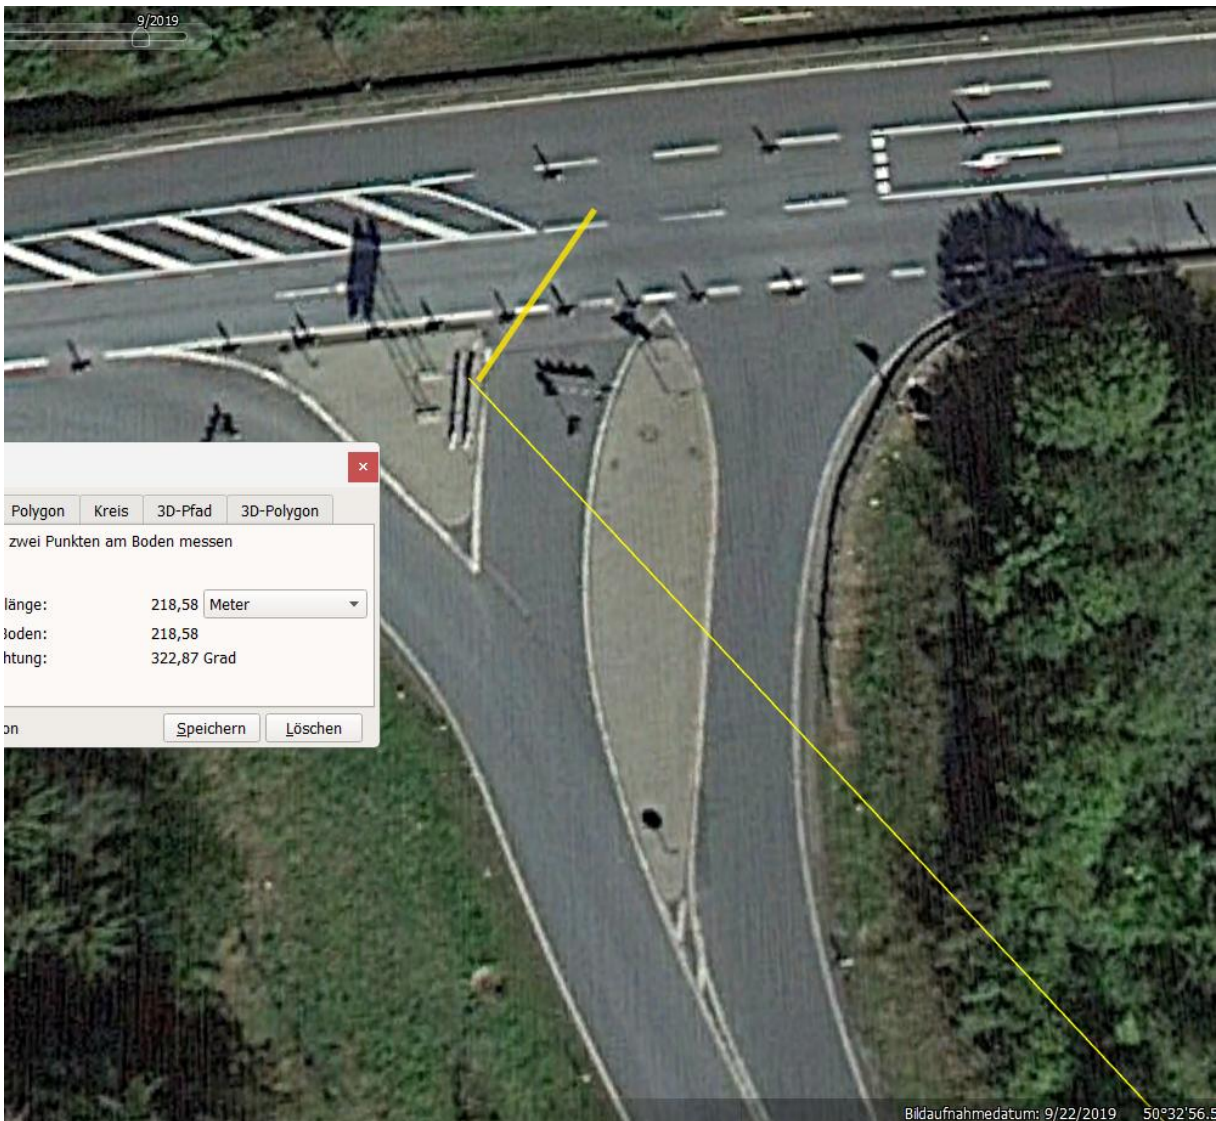 9/2019
Polygon Kreis 3D-Pfad 3D-Polygon
zwei Punkten am Boden messen
länge: 218,58 Meter
Boden: 218,58
htung: 322,87 Grad
on Speichern Löschen
Bildaufnahmedatum: 9/22/2019 50°32'56.5